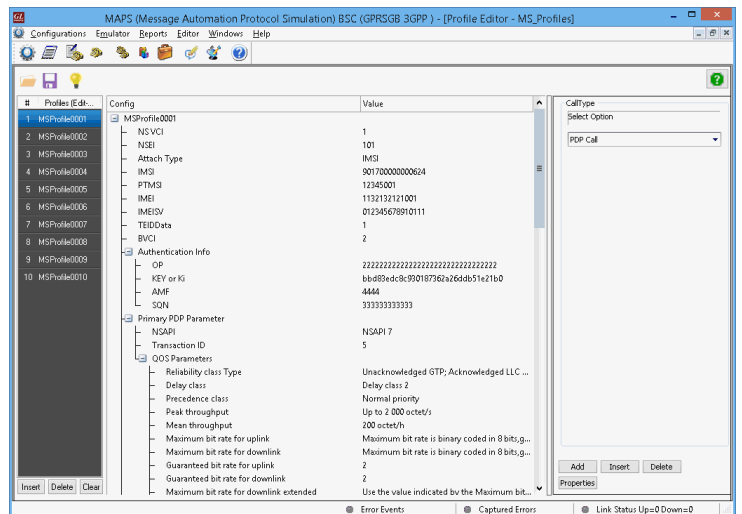 GL MAPS (Message Automation Protocol Simulation) BSC (GPRSGB 3GPP ) - [Profile Editor - MS_Profiles]
Configurations Emulator Reports Editor Windows Help
# Profiles (Edit-...
1 MSProfile0001
2 MSProfile0002
3 MSProfile0003
4 MSProfile0004
5 MSProfile0005
6 MSProfile0006
7 MSProfile0007
8 MSProfile0008
9 MSProfile0009
10 MSProfile0010
Insert Delete Clear
Config Value
MSProfile0001
NS VCI 1
NSEI 101
Attach Type IMSI
IMSI 901700000000624
PTMSI 12345001
IMEI 1132132121001
IMEISV 012345678910111
TEIDData 1
BVCI 2
Authentication Info
OP 22222222222222222222222222222222
KEY or Ki bbd83edc8c930187362a26ddb51e21b0
AMF 4444
SQN 333333333333
Primary PDP Parameter
NSAPI NSAPI 7
Transaction ID 5
QOS Parameters
Reliability class Type Unacknowledged GTP; Acknowledged LLC ...
Delay class Delay class 2
Precedence class Normal priority
Peak throughput Up to 2 000 octet/s
Mean throughput 200 octet/h
Maximum bit rate for uplink Maximum bit rate is binary coded in 8 bits,g...
Maximum bit rate for downlink Maximum bit rate is binary coded in 8 bits,g...
Guaranteed bit rate for uplink 2
Guaranteed bit rate for downlink 2
Maximum bit rate for downlink extended Use the value indicated by the Maximum bit...
CallType
Select Option
PDP Call
Add Insert Delete
Properties
Error Events Captured Errors Link Status Up=0 Down=0